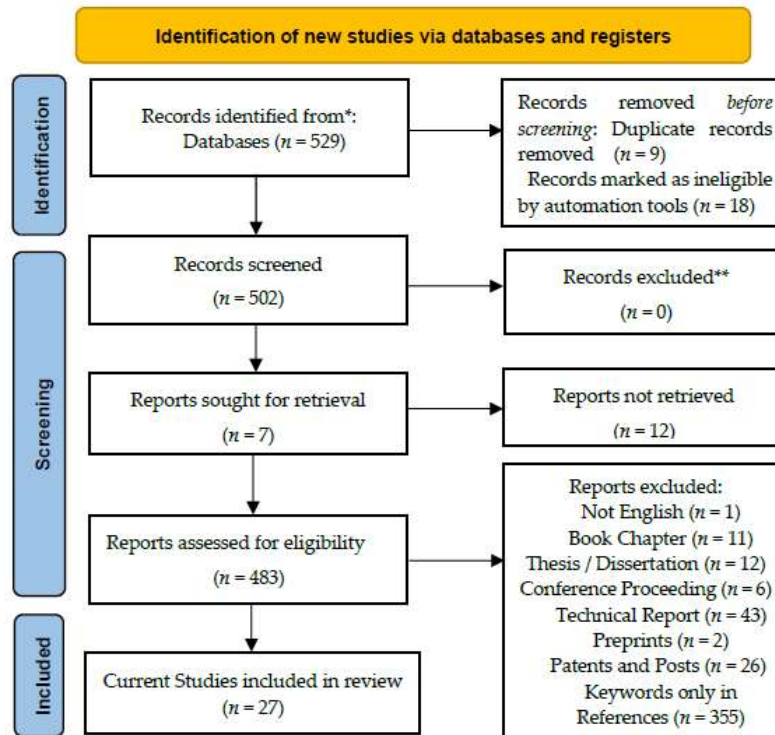 Identification of new studies via databases and registers
Identification
Records identified from*:
Databases (n = 529)
Records removed before
screening: Duplicate records
removed (n = 9)
Records marked as ineligible
by automation tools (n = 18)
Screening
Records screened
(n = 502)
Records excluded**
(n = 0)
Reports sought for retrieval
(n = 7)
Reports not retrieved
(n = 12)
Reports assessed for eligibility
(n = 483)
Reports excluded:
Not English (n = 1)
Book Chapter (n = 11)
Thesis / Dissertation (n = 12)
Conference Proceeding (n = 6)
Technical Report (n = 43)
Preprints (n = 2)
Patents and Posts (n = 26)
Keywords only in
References (n = 355)
Included
Current Studies included in review
(n = 27)